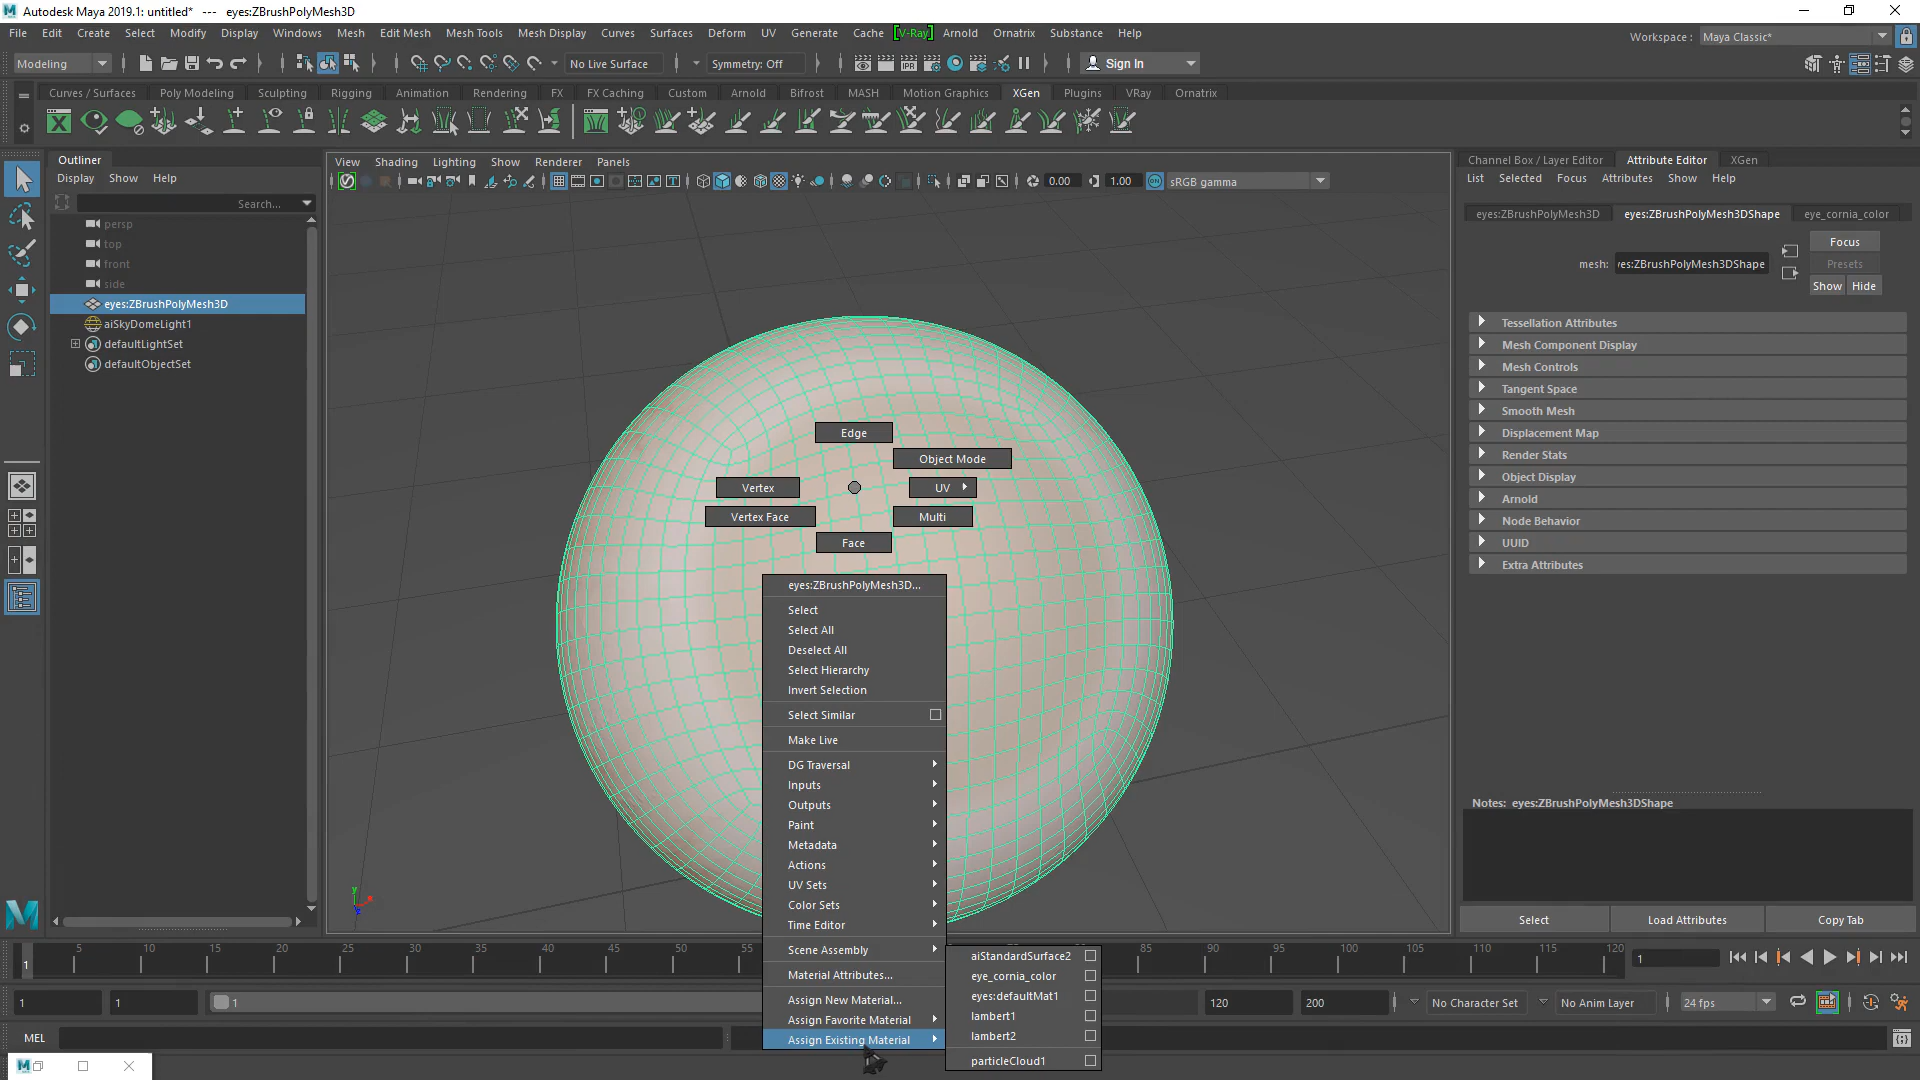 Autodesk Maya 2019.1: untitled*   ---   eyes:ZBrushPolyMesh3D
File Edit Create Select Modify Display Windows Mesh Edit Mesh Mesh Tools Mesh Display Curves Surfaces Deform UV Generate Cache [V-Ray] Arnold Ornatrix Substance Help
Workspace : Maya Classic*
Modeling No Live Surface Symmetry: Off Sign In
Curves / Surfaces Poly Modeling Sculpting Rigging Animation Rendering FX FX Caching Custom Arnold Bifrost MASH Motion Graphics XGen Plugins VRay Ornatrix
Outliner
Display Show Help
Search...
persp
top
front
side
eyes:ZBrushPolyMesh3D
aiSkyDomeLight1
defaultLightSet
defaultObjectSet
View Shading Lighting Show Renderer Panels
0.00 1.00 sRGB gamma
Edge
Object Mode
Vertex
UV
Vertex Face
Multi
Face
eyes:ZBrushPolyMesh3D...
Select
Select All
Deselect All
Select Hierarchy
Invert Selection
Select Similar
Make Live
DG Traversal
Inputs
Outputs
Paint
Metadata
Actions
UV Sets
Color Sets
Time Editor
Scene Assembly
Material Attributes...
Assign New Material...
Assign Favorite Material
Assign Existing Material
aiStandardSurface2
eye_cornia_color
eyes:defaultMat1
lambert1
lambert2
particleCloud1
Channel Box / Layer Editor Attribute Editor XGen
List Selected Focus Attributes Show Help
eyes:ZBrushPolyMesh3D eyes:ZBrushPolyMesh3DShape eye_cornia_color
Focus
mesh: yes:ZBrushPolyMesh3DShape
Presets
Show Hide
Tessellation Attributes
Mesh Component Display
Mesh Controls
Tangent Space
Smooth Mesh
Displacement Map
Render Stats
Object Display
Arnold
Node Behavior
UUID
Extra Attributes
Notes: eyes:ZBrushPolyMesh3DShape
Select Load Attributes Copy Tab
5 10 15 20 25 30 35 40 45 50 55 85 90 95 100 105 110 115 120
1 1
1 1 1 120 200 No Character Set No Anim Layer 24 fps
MEL